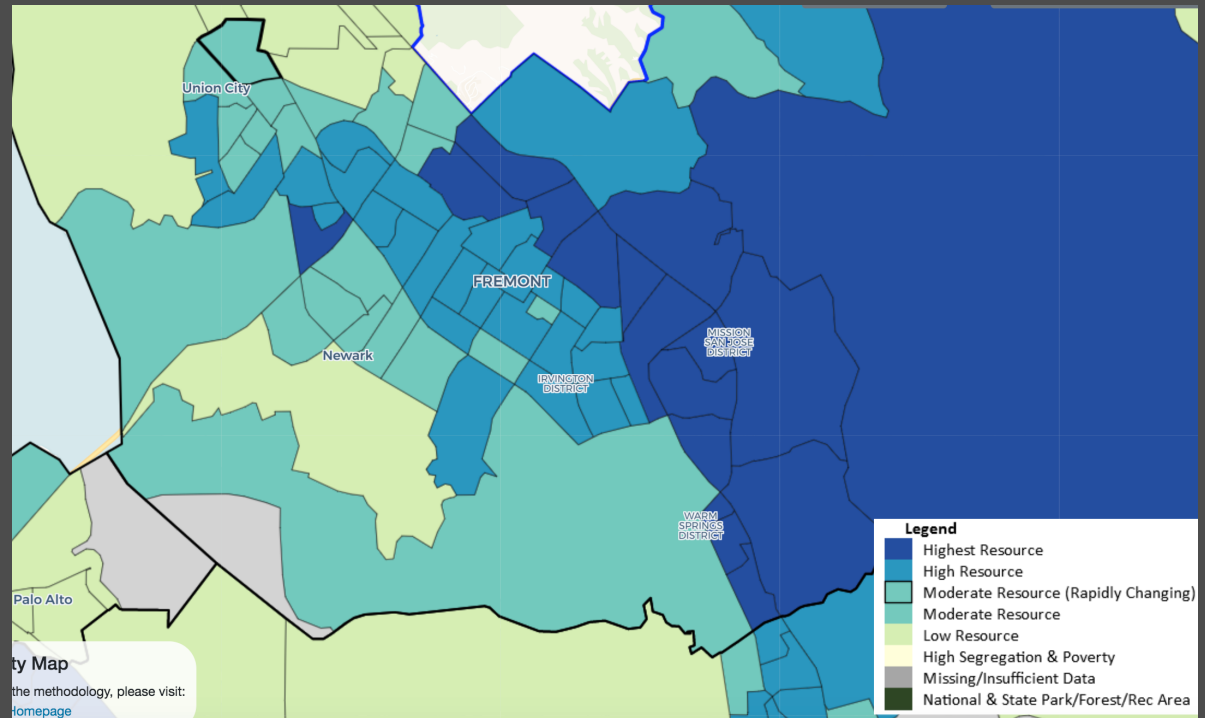 Union City
FREMONT
MISSION
SAN JOSE
DISTRICT
Newark
IRVINGTON
DISTRICT
WARM
SPRINGS
DISTRICT
Palo Alto
ty Map
the methodology, please visit:
Homepage
Legend
Highest Resource
High Resource
Moderate Resource (Rapidly Changing)
Moderate Resource
Low Resource
High Segregation & Poverty
Missing/Insufficient Data
National & State Park/Forest/Rec Area